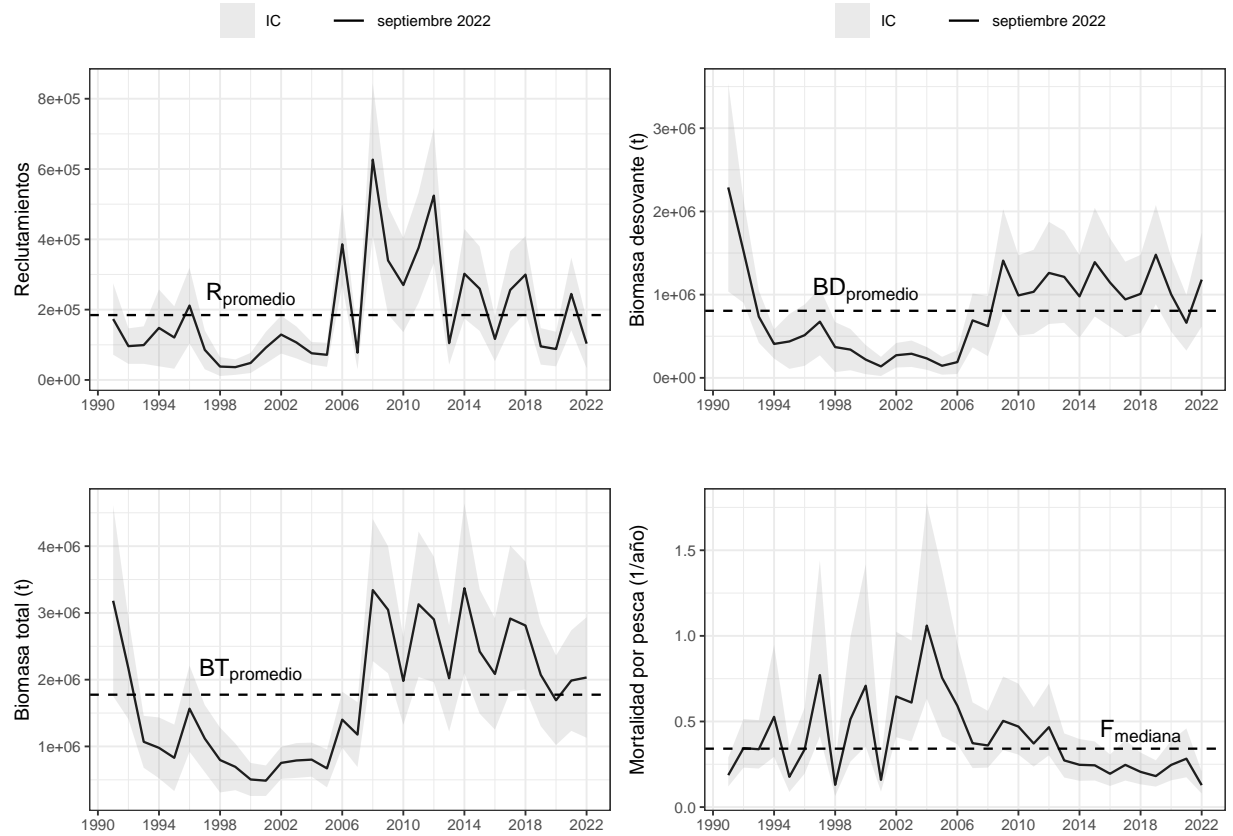 IC septiembre 2022
IC septiembre 2022
Reclutamientos
8e+05
6e+05
4e+05
2e+05
0e+00
Rpromedio
1990 1994 1998 2002 2006 2010 2014 2018 2022
Biomasa desovante (t)
3e+06
2e+06
1e+06
0e+00
BDpromedio
1990 1994 1998 2002 2006 2010 2014 2018 2022
Biomasa total (t)
4e+06
3e+06
2e+06
1e+06
BTpromedio
1990 1994 1998 2002 2006 2010 2014 2018 2022
Mortalidad por pesca (1/año)
1.5
1.0
0.5
0.0
Fmediana
1990 1994 1998 2002 2006 2010 2014 2018 2022